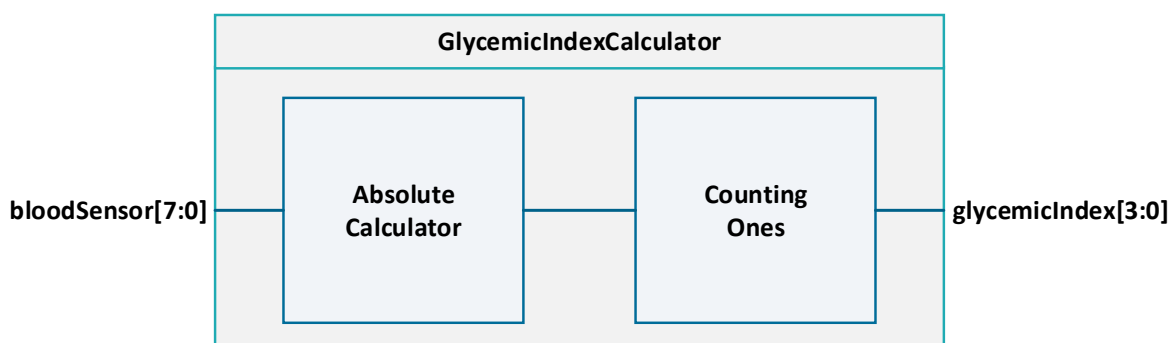 GlycemicIndexCalculator
bloodSensor[7:0]
Absolute
Calculator
Counting
Ones
glycemicIndex[3:0]